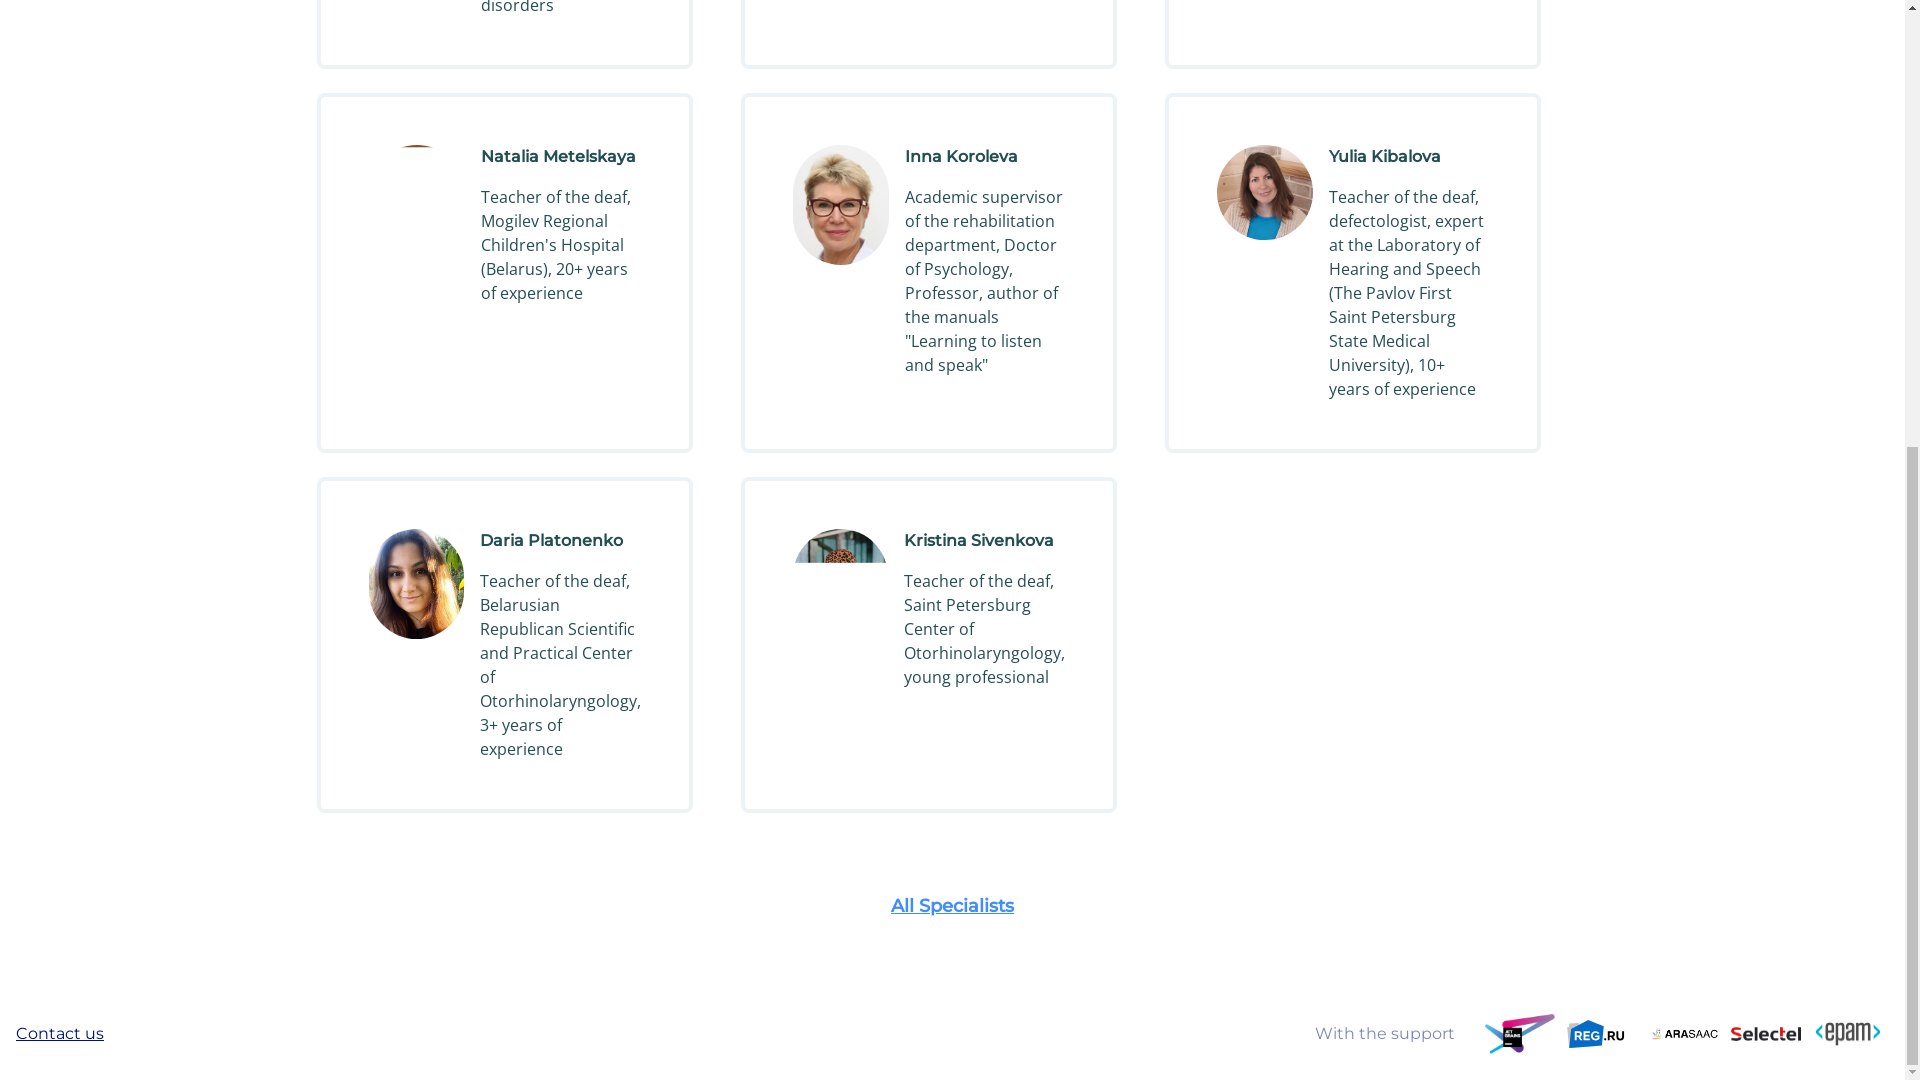 disorders
Natalia Metelskaya
Teacher of the deaf,
Mogilev Regional
Children's Hospital
(Belarus), 20+ years
of experience
Inna Koroleva
Academic supervisor
of the rehabilitation
department, Doctor
of Psychology,
Professor, author of
the manuals
"Learning to listen
and speak"
Yulia Kibalova
Teacher of the deaf,
defectologist, expert
at the Laboratory of
Hearing and Speech
(The Pavlov First
Saint Petersburg
State Medical
University), 10+
years of experience
Daria Platonenko
Teacher of the deaf,
Belarusian
Republican Scientific
and Practical Center
of
Otorhinolaryngology,
3+ years of
experience
Kristina Sivenkova
Teacher of the deaf,
Saint Petersburg
Center of
Otorhinolaryngology,
young professional
All Specialists
Contact us
With the support
JET
BRAINS
REG.RU
ARASAAC
Selectel
<epam>